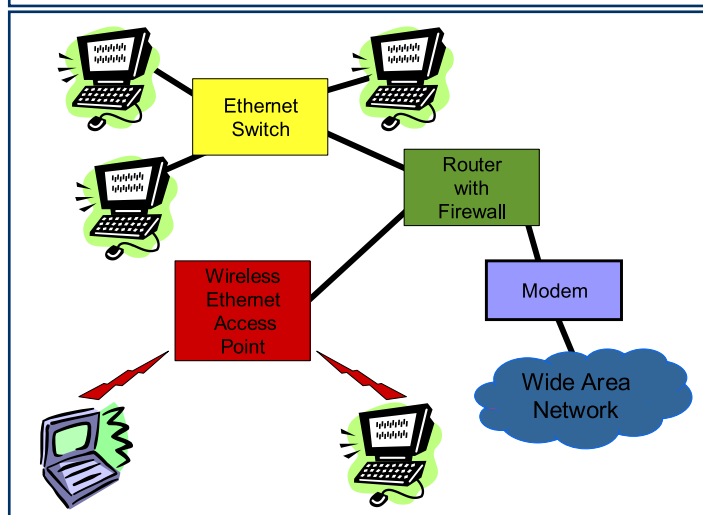 Ethernet
Switch
Router
with
Firewall
Wireless
Ethernet
Access
Point
Modem
Wide Area
Network